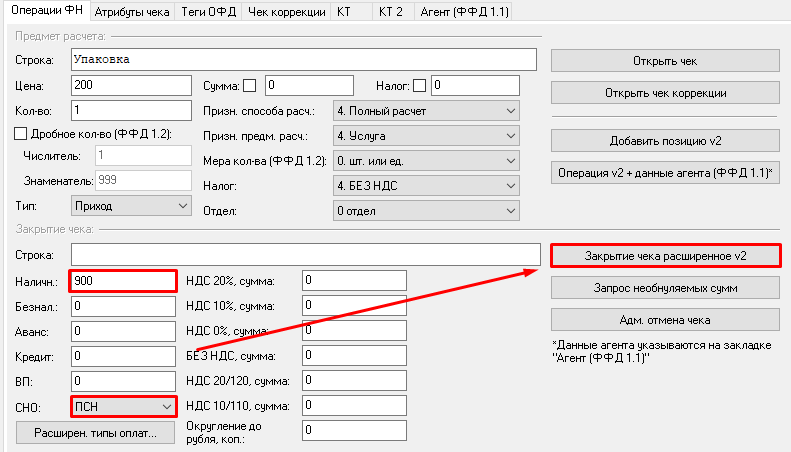 Операции ФН Атрибуты чека Теги ОФД Чек коррекции КТ КТ 2 Агент (ФФД 1.1)
Предмет расчета:
Строка: Упаковка
Открыть чек
Цена: 200 Сумма: 0 Налог: 0
Открыть чек коррекции
Кол-во: 1 Призн. способа расч.: 4. Полный расчет
Дробное кол-во (ФФД 1.2): Призн. предм. расч.: 4. Услуга
Добавить позицию v2
Числитель: 1 Мера кол-ва (ФФД 1.2): 0. шт. или ед.
Операция v2 + данные агента (ФФД 1.1)*
Знаменатель: 999 Налог: 4. БЕЗ НДС
Тип: Приход Отдел: 0 отдел
Закрытие чека:
Строка:
Закрытие чека расширенное v2
Наличн.: 900 НДС 20%, сумма: 0
Запрос необнуляемых сумм
Безнал.: 0 НДС 10%, сумма: 0
Адм. отмена чека
Аванс: 0 НДС 0%, сумма: 0
*Данные агента указываются на закладке
"Агент (ФФД 1.1)"
Кредит: 0 БЕЗ НДС, сумма: 0
ВП: 0 НДС 20/120, сумма: 0
СНО: ПСН НДС 10/110, сумма: 0
Расширен. типы оплат... Округление до
рубля, коп.: 0